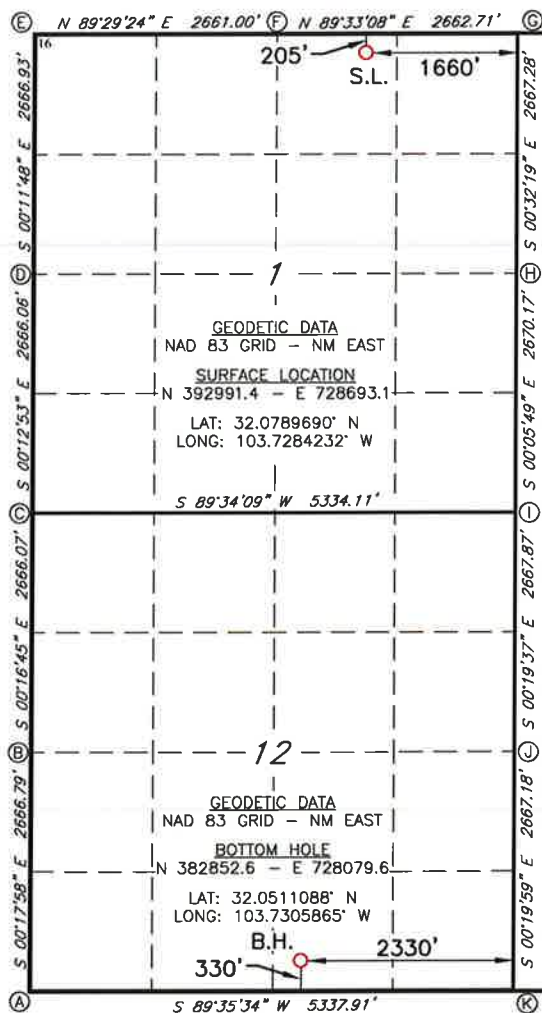 Ⓔ N 89°29'24" E 2661.00' Ⓕ N 89°33'08" E 2662.71' Ⓖ
16
205'
S.L.
1660'
S 00°11'48" E 2666.93'
S 00°32'19" E 2667.28'
Ⓓ
1
Ⓗ
GEODETIC DATA
NAD 83 GRID - NM EAST
SURFACE LOCATION
N 392991.4 - E 728693.1
LAT: 32.0789690° N
LONG: 103.7284232° W
S 00°12'53" E 2666.06'
S 00°05'49" E 2670.17'
Ⓒ
S 89°34'09" W 5334.11'
Ⓘ
S 00°16'45" E 2666.07'
S 00°19'37" E 2667.87'
Ⓑ
12
Ⓙ
GEODETIC DATA
NAD 83 GRID - NM EAST
BOTTOM HOLE
N 382852.6 - E 728079.6
LAT: 32.0511088° N
LONG: 103.7305865° W
S 00°17'58" E 2666.79'
S 00°19'59" E 2667.18'
B.H.
2330'
330'
Ⓐ
S 89°35'34" W 5337.91'
Ⓚ